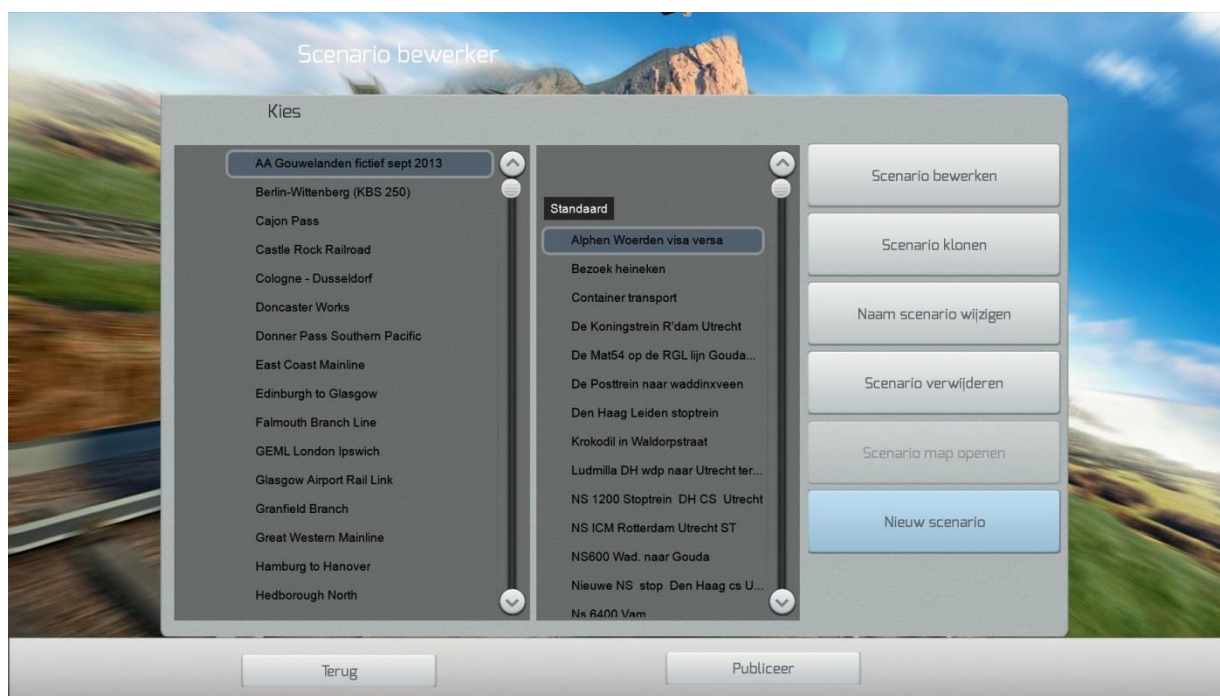 Scenario bewerker
Kies
AA Gouwelanden fictief sept 2013
Berlin-Wittenberg (KBS 250)
Cajon Pass
Castle Rock Railroad
Cologne - Dusseldorf
Doncaster Works
Donner Pass Southern Pacific
East Coast Mainline
Edinburgh to Glasgow
Falmouth Branch Line
GEML London Ipswich
Glasgow Airport Rail Link
Granfield Branch
Great Western Mainline
Hamburg to Hanover
Hedborough North
Standaard
Alphen Woerden visa versa
Bezoek heineken
Container transport
De Koningstrein R'dam Utrecht
De Mat54 op de RGL lijn Gouda...
De Posttrein naar waddinxveen
Den Haag Leiden stoptrein
Krokodil in Waldorpstraat
Ludmilla DH wdp naar Utrecht ter...
NS 1200 Stoptrein DH CS Utrecht
NS ICM Rotterdam Utrecht ST
NS600 Wad. naar Gouda
Nieuwe NS stop Den Haag cs U...
Ns 6400 Vam
Scenario bewerken
Scenario klonen
Naam scenario wijzigen
Scenario verwijderen
Scenario map openen
Nieuw scenario
Terug
Publiceer